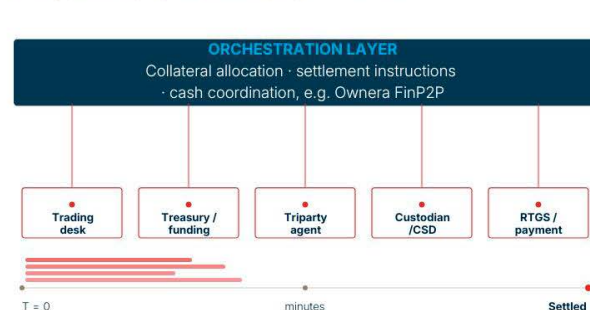 ORCHESTRATION LAYER
Collateral allocation · settlement instructions
· cash coordination, e.g. Ownera FinP2P
Trading
desk
Treasury /
funding
Triparty
agent
Custodian
/CSD
RTGS /
payment
T = 0
minutes
Settled